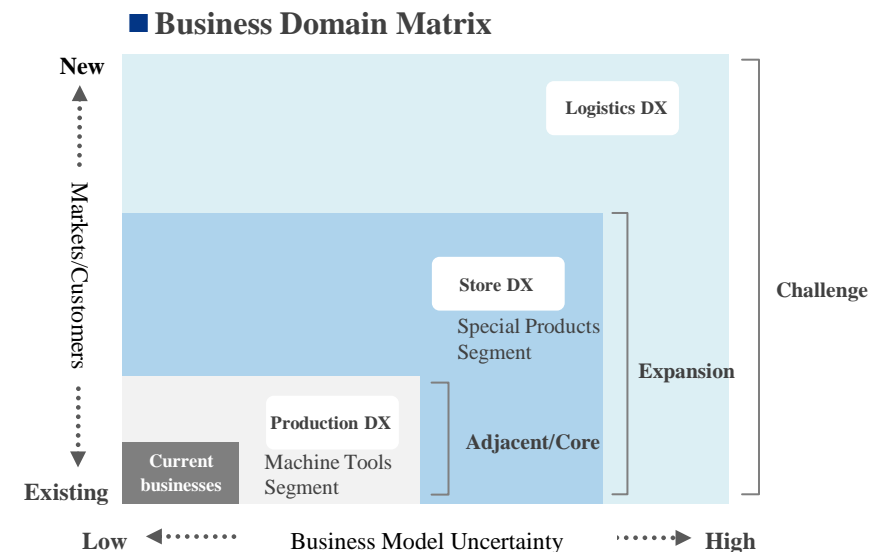 Business Domain Matrix
New
Logistics DX
Markets/Customers
Store DX
Challenge
Special Products
Segment
Expansion
Production DX
Adjacent/Core
Current
businesses
Machine Tools
Segment
Existing
Low
Business Model Uncertainty
High